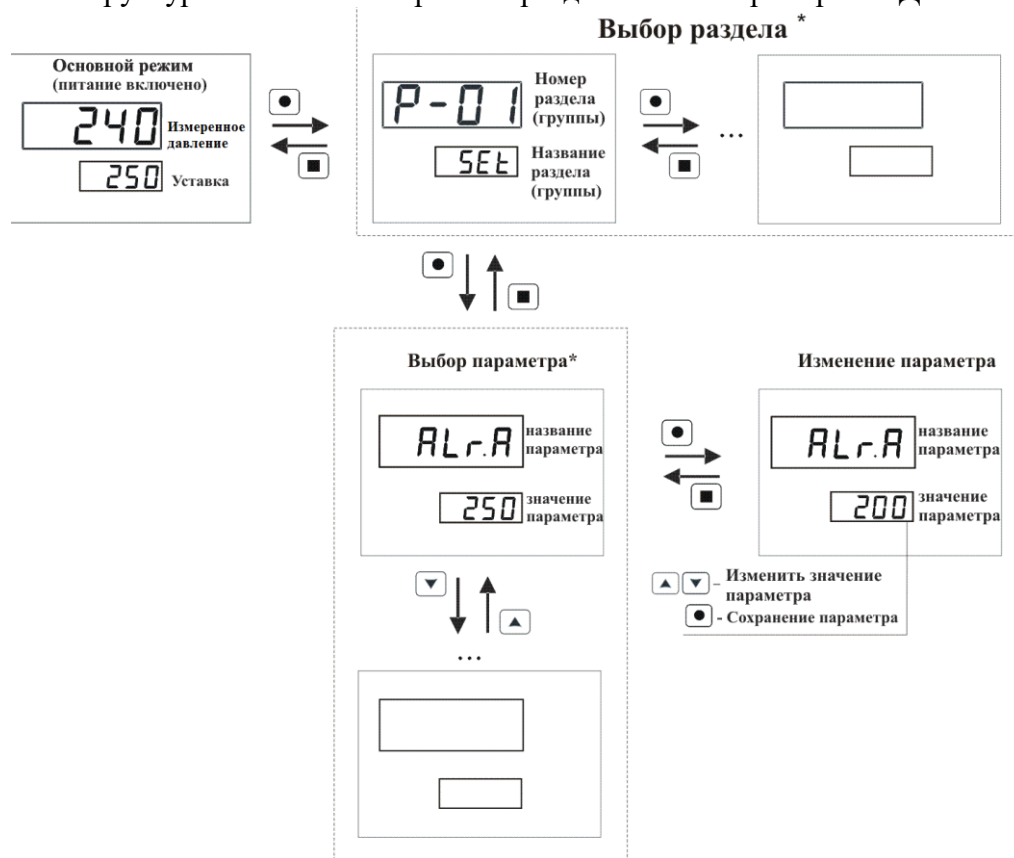 Выбор раздела *
Основной режим
(питание включено)
240
Измеренное
давление
250 Уставка
P-01
Номер
раздела
(группы)
SEt
Название
раздела
(группы)
...
Выбор параметра*
ALr.A
название
параметра
250
значение
параметра
...
Изменение параметра
ALr.A
название
параметра
200
значение
параметра
– Изменить значение
параметра
- Сохранение параметра